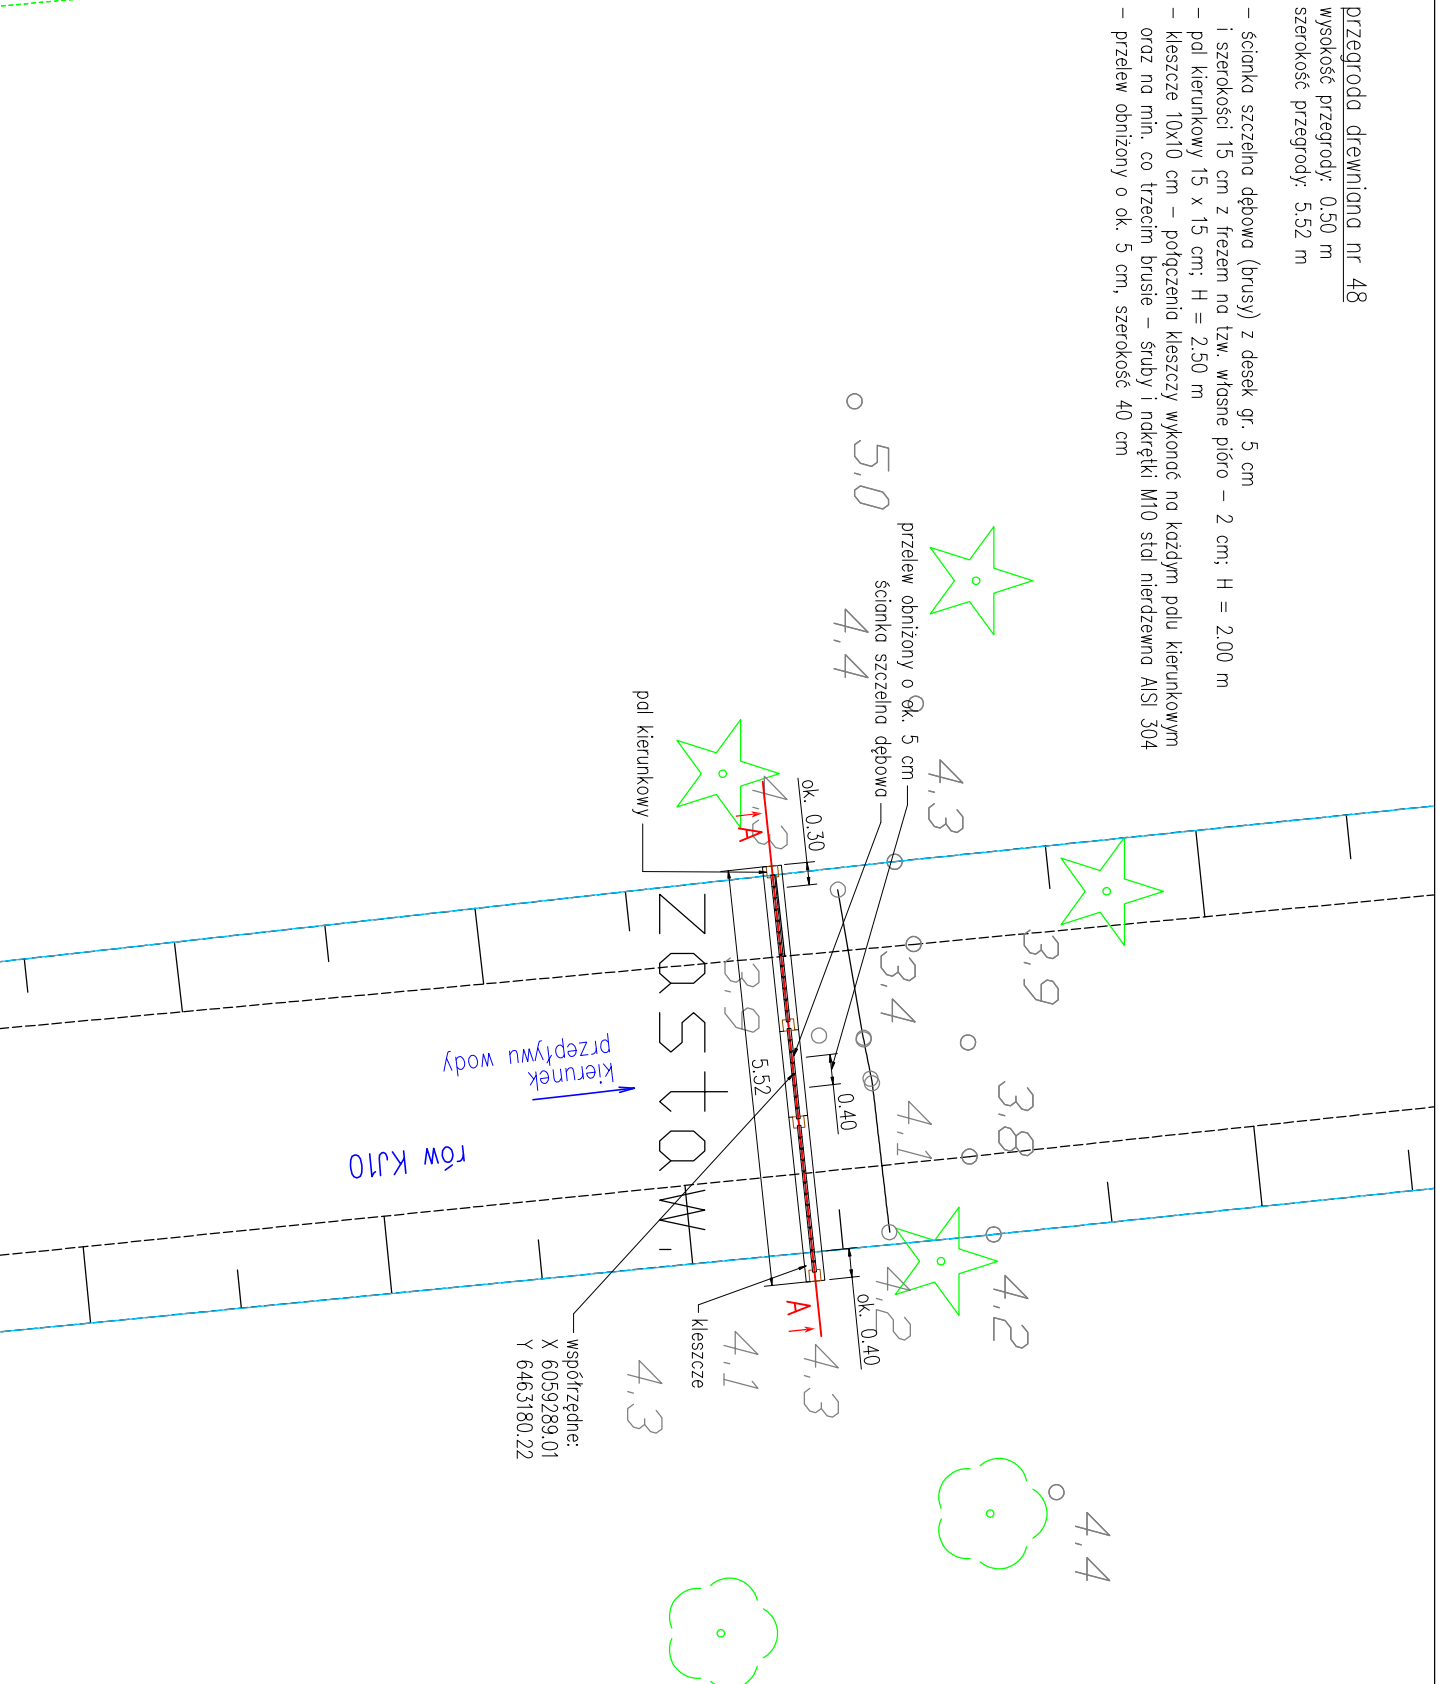 przegroda drewniana nr 48
wysokość przegrody: 0.50 m
szerokość przegrody: 5.52 m
- ścianka szczelna dębowa (brusy) z desek gr. 5 cm
i szerokości 15 cm z frezem na tzw. własne pióro - 2 cm; H = 2.00 m
- pal kierunkowy 15 x 15 cm; H = 2.50 m
- kleszcze 10x10 cm - połączenia kleszczy wykonać na każdym palu kierunkowym
oraz na min. co trzecim brusie - śruby i nakrętki M10 stal nierdzewna AISI 304
- przelew obniżony o ok. 5 cm, szerokość 40 cm
5.0
4.4
przelew obniżony o ok. 5 cm
ścianka szczelna dębowa
4.3
pal kierunkowy
4.3
A
ok. 0.30
3.9
3.4
3.9
Zastaw.
5.52
0.40
4.1
3.8
kierunek
przepływu wody
rów KJ10
4.2
4.2
ok. 0.40
A
kleszcze
4.1
4.3
4.3
współrzędne:
X 6059289.01
Y 6463180.22
4.4